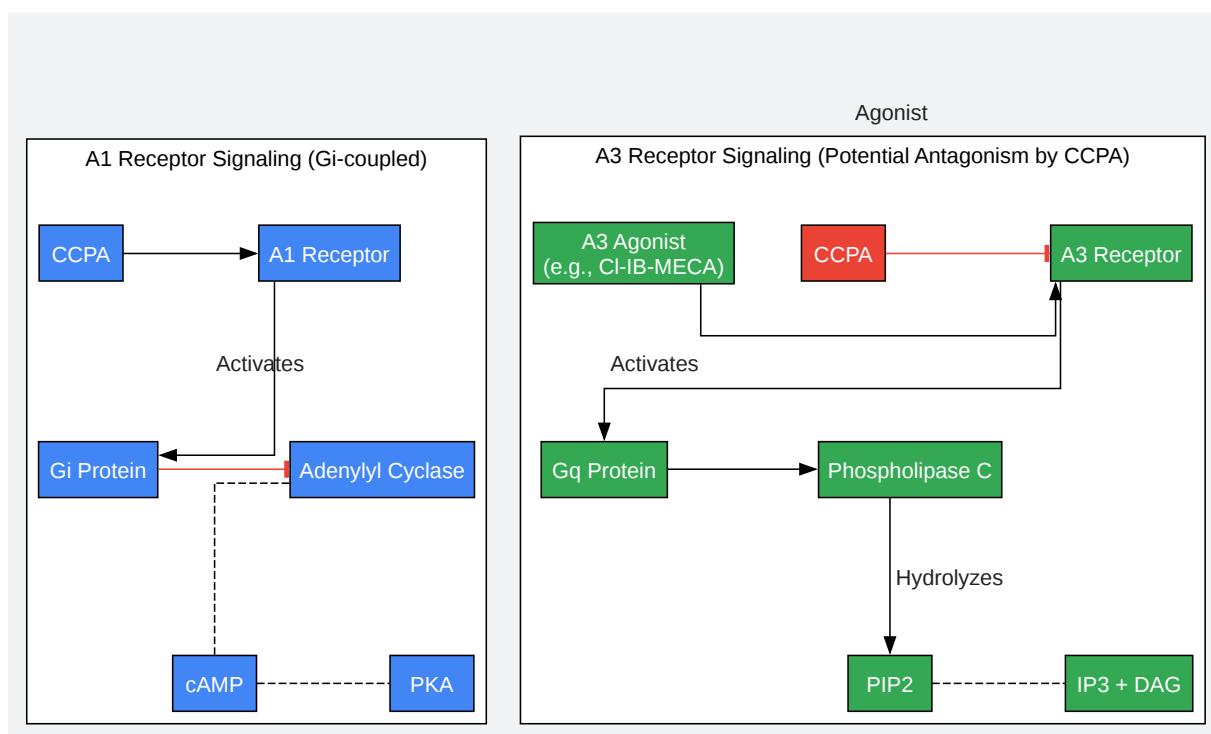 Agonist
A1 Receptor Signaling (Gi-coupled)
CCPA
A1 Receptor
Activates
Gi Protein
Adenylyl Cyclase
cAMP
PKA
A3 Receptor Signaling (Potential Antagonism by CCPA)
A3 Agonist
(e.g., Cl-IB-MECA)
CCPA
A3 Receptor
Activates
Gq Protein
Phospholipase C
Hydrolyzes
PIP2
IP3 + DAG